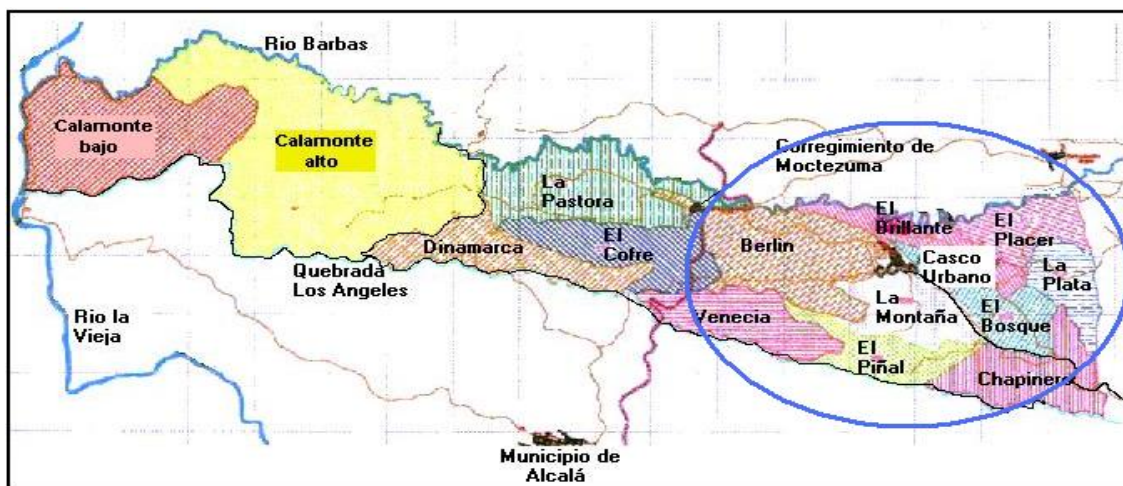 Rio Barbas
Calamonte
bajo
Calamonte
alto
Corregimiento de
Moctezuma
La
Pastora
El
Brillante
El
Placer
Dinamarca
El
Cofre
Berlin
Casco
Urbano
La
Plata
Quebrada
Los Angeles
Rio la
Vieja
Venecia
La
Montaña
El
Bosque
El
Piñal
Chapinero
Municipio de
Alcalá